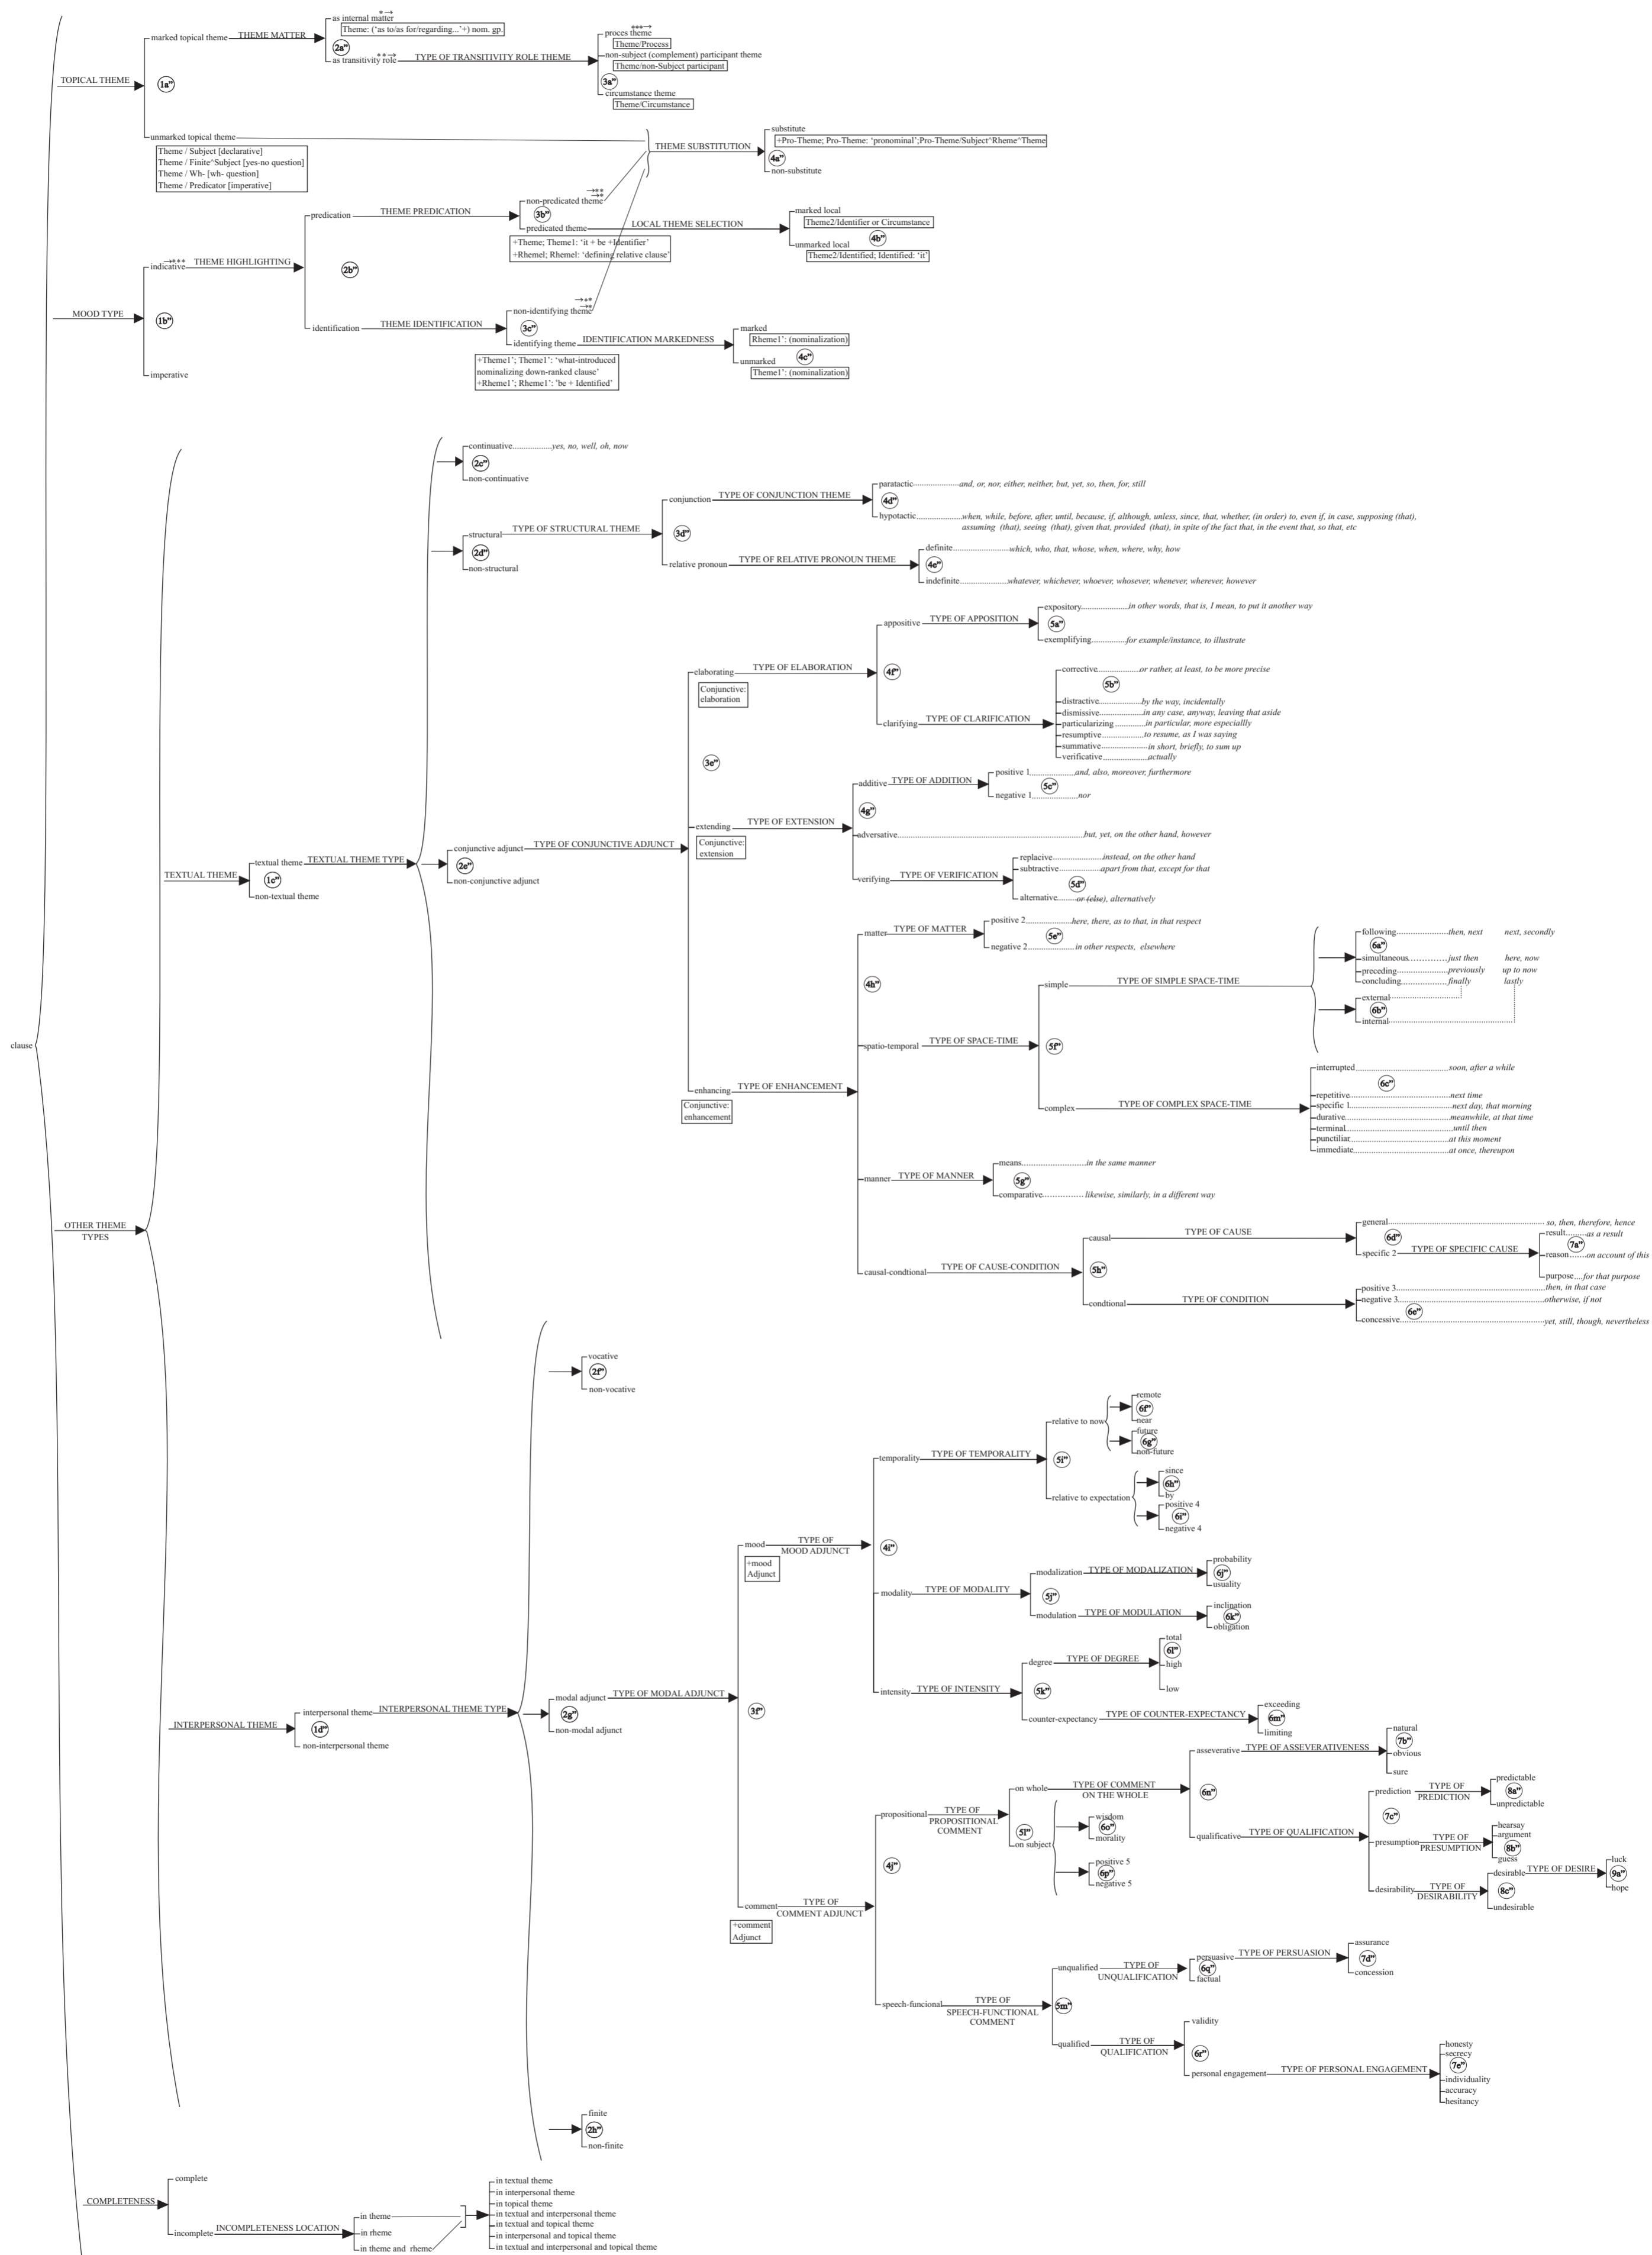 clause
TOPICAL THEME
marked topical theme
THEME MATTER
1a”
as internal matter
*→
Theme: (‘as to/as for/regarding...’+) nom. gp.
2a”
as transitivity role
**→
TYPE OF TRANSITIVITY ROLE THEME
***→
proces theme
Theme/Process
non-subject (complement) participant theme
Theme/non-Subject participant
3a”
circumstance theme
Theme/Circumstance
unmarked topical theme
Theme / Subject [declarative]
Theme / Finite^Subject [yes-no question]
Theme / Wh- [wh- question]
Theme / Predicator [imperative]
THEME SUBSTITUTION
substitute
+Pro-Theme; Pro-Theme: ‘pronominal’;Pro-Theme/Subject^Rheme^Theme
4a”
non-substitute
MOOD TYPE
→***
indicative
THEME HIGHLIGHTING
1b”
imperative
predication
THEME PREDICATION
2b”
→**
→*
non-predicated theme
3b”
predicated theme
LOCAL THEME SELECTION
+Theme; Theme1: ‘it + be +Identifier’
+Rhemel; Rhemel: ‘defining relative clause’
marked local
Theme2/Identifier or Circumstance
4b”
unmarked local
Theme2/Identified; Identified: ‘it’
identification
THEME IDENTIFICATION
→**
→*
non-identifying theme
3c”
identifying theme
IDENTIFICATION MARKEDNESS
+Theme1’; Theme1’: ‘what-introduced
nominalizing down-ranked clause’
+Rheme1’; Rheme1’: ’be + Identified’
marked
Rheme1’: (nominalization)
4c”
unmarked
Theme1’: (nominalization)
OTHER THEME
TYPES
TEXTUAL THEME
textual theme
TEXTUAL THEME TYPE
1c”
non-textual theme
continuative..................yes, no, well, oh, now
2c”
non-continuative
structural
TYPE OF STRUCTURAL THEME
2d”
non-structural
conjunction
TYPE OF CONJUNCTION THEME
3d”
relative pronoun
TYPE OF RELATIVE PRONOUN THEME
paratactic.....................and, or, nor, either, neither, but, yet, so, then, for, still
4d”
hypotactic.....................when, while, before, after, until, because, if, although, unless, since, that, whether, (in order) to, even if, in case, supposing (that),
assuming (that), seeing (that), given that, provided (that), in spite of the fact that, in the event that, so that, etc
definite.........................which, who, that, whose, when, where, why, how
4e”
indefinite......................whatever, whichever, whoever, whosever, whenever, wherever, however
conjunctive adjunct
TYPE OF CONJUNCTIVE ADJUNCT
2e”
non-conjunctive adjunct
elaborating
TYPE OF ELABORATION
Conjunctive:
elaboration
3e”
appositive
TYPE OF APPOSITION
4f”
clarifying
TYPE OF CLARIFICATION
expository......................in other words, that is, I mean, to put it another way
5a”
exemplifying...............for example/instance, to illustrate
corrective...................or rather, at least, to be more precise
5b”
distractive...................by the way, incidentally
dismissive...................in any case, anyway, leaving that aside
particularizing .............in particular, more especiallly
resumptive...................to resume, as I was saying
summative....................in short, briefly, to sum up
verificative...................actually
extending
TYPE OF EXTENSION
Conjunctive:
extension
additive
TYPE OF ADDITION
4g”
positive 1....................and, also, moreover, furthermore
5c”
negative 1....................nor
adversative..........................................but, yet, on the other hand, however
verifying
TYPE OF VERIFICATION
replacive......................instead, on the other hand
subtractive....................apart from that, except for that
5d”
alternative........or (else), alternatively
enhancing
TYPE OF ENHANCEMENT
Conjunctive:
enhancement
matter
TYPE OF MATTER
positive 2....................here, there, as to that, in that respect
5e”
negative 2....................in other respects, elsewhere
4h”
spatio-temporal
TYPE OF SPACE-TIME
simple
TYPE OF SIMPLE SPACE-TIME
5f”
complex
TYPE OF COMPLEX SPACE-TIME
following......................then, next next, secondly
6a”
simultaneous...............just then here, now
preceding......................previously up to now
concluding....................finally lastly
external
6b”
internal
interrupted......................soon, after a while
6c”
repetitive......................next time
specific 1......................next day, that morning
durative......................meanwhile, at that time
terminal......................until then
punctiliar......................at this moment
immediate......................at once, thereupon
manner
TYPE OF MANNER
means...........................in the same manner
5g”
comparative................ likewise, similarly, in a different way
causal-condtional
TYPE OF CAUSE-CONDITION
causal
TYPE OF CAUSE
5h”
condtional
TYPE OF CONDITION
general...................... so, then, therefore, hence
6d”
specific 2
TYPE OF SPECIFIC CAUSE
result.........as a result
7a”
reason.......on account of this
purpose....for that purpose
positive 3......................then, in that case
negative 3......................otherwise, if not
6e”
concessive......................yet, still, though, nevertheless
INTERPERSONAL THEME
interpersonal theme
INTERPERSONAL THEME TYPE
1d”
non-interpersonal theme
vocative
2f”
non-vocative
modal adjunct
TYPE OF MODAL ADJUNCT
2g”
non-modal adjunct
mood
TYPE OF
MOOD ADJUNCT
+mood
Adjunct
3f”
temporality
TYPE OF TEMPORALITY
4i”
relative to now
5i”
relative to expectation
remote
6f”
near
future
6g”
non-future
since
6h”
by
positive 4
6i”
negative 4
modality
TYPE OF MODALITY
modalization
TYPE OF MODALIZATION
5j”
modulation
TYPE OF MODULATION
probability
6j”
usuality
inclination
6k”
obligation
intensity
TYPE OF INTENSITY
degree
TYPE OF DEGREE
5k”
counter-expectancy
TYPE OF COUNTER-EXPECTANCY
total
6l”
high
low
exceeding
6m”
limiting
comment
TYPE OF
COMMENT ADJUNCT
+comment
Adjunct
propositional
TYPE OF
PROPOSITIONAL
COMMENT
4j”
on whole
TYPE OF COMMENT
ON THE WHOLE
5l”
on subject
asseverative
TYPE OF ASSEVERATIVENESS
6n”
qualificative
TYPE OF QUALIFICATION
natural
7b”
obvious
sure
prediction
TYPE OF
PREDICTION
7c”
presumption
TYPE OF
PRESUMPTION
desirability
TYPE OF
DESIRABILITY
predictable
8a”
unpredictable
hearsay
argument
8b”
guess
desirable
TYPE OF DESIRE
8c”
undesirable
luck
9a”
hope
wisdom
6o”
morality
positive 5
6p”
negative 5
speech-funcional
TYPE OF
SPEECH-FUNCTIONAL
COMMENT
unqualified
TYPE OF
UNQUALIFICATION
5m”
qualified
TYPE OF
QUALIFICATION
persuasive
TYPE OF PERSUASION
6q”
factual
assurance
7d”
concession
validity
6r”
personal engagement
TYPE OF PERSONAL ENGAGEMENT
honesty
secrecy
7e”
individuality
accuracy
hesitancy
finite
2h”
non-finite
COMPLETENESS
complete
incomplete
INCOMPLETENESS LOCATION
in theme
in rheme
in theme and rheme
in textual theme
in interpersonal theme
in topical theme
in textual and interpersonal theme
in textual and topical theme
in interpersonal and topical theme
in textual and interpersonal and topical theme